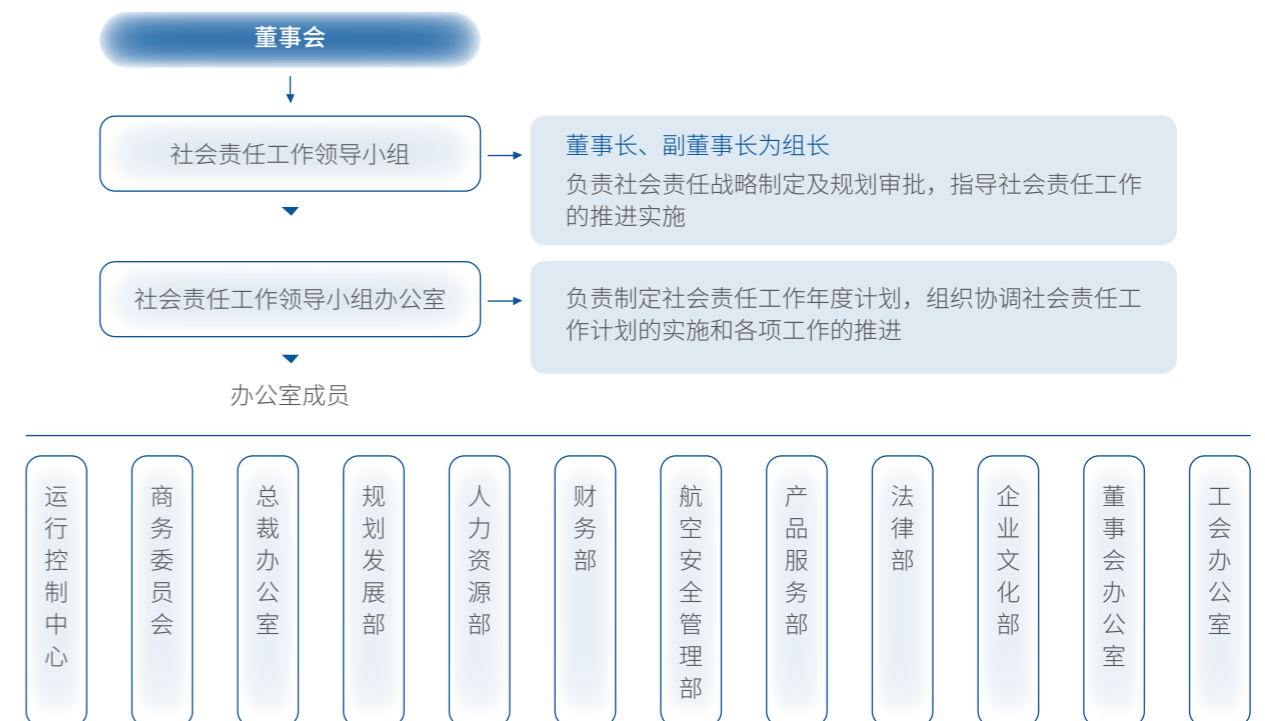 董事会
社会责任工作领导小组
董事长、副董事长为组长
负责社会责任战略制定及规划审批，指导社会责任工作
的推进实施
社会责任工作领导小组办公室
负责制定社会责任工作年度计划，组织协调社会责任工
作计划的实施和各项工作的推进
办公室成员
运行控制中心
商务委员会
总裁办公室
规划发展部
人力资源部
财务部
航空安全管理部
产品服务部
法律部
企业文化部
董事会办公室
工会办公室